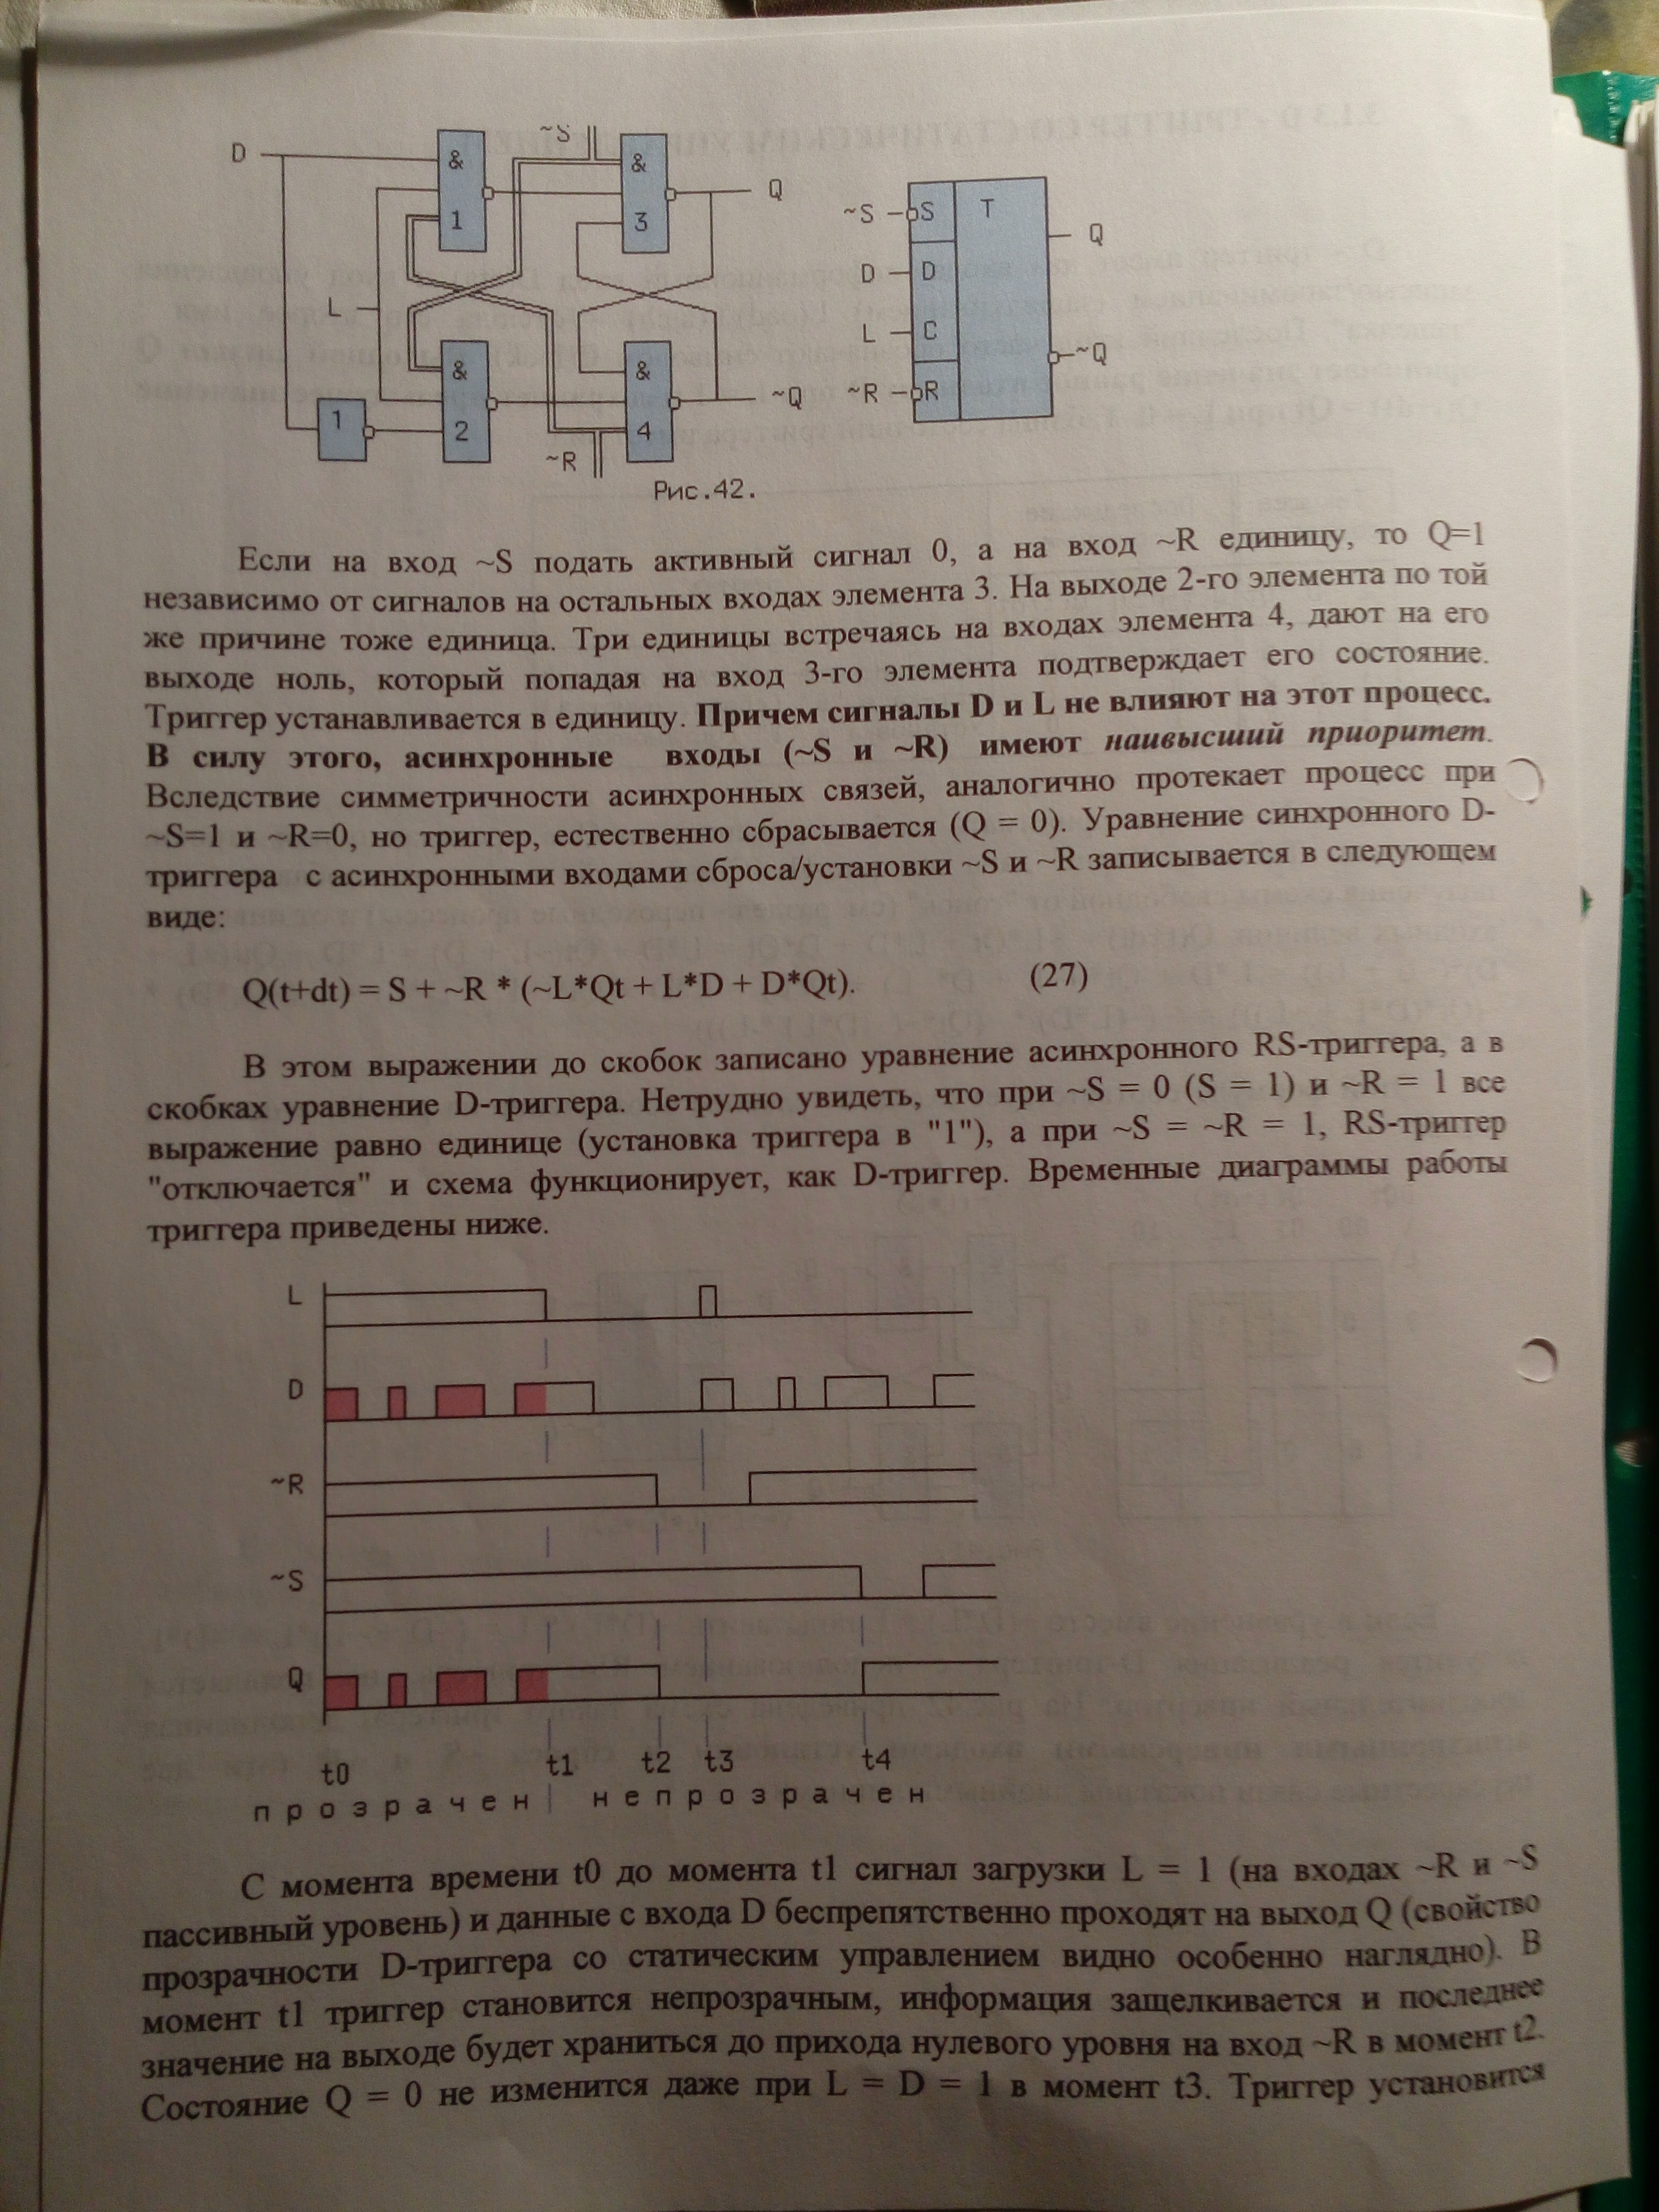 ~S
D & & Q
1 3
~S S T Q
D D
L
L C
& & ~Q
~R R
1 ~Q
2 4
~R
Рис.42.
Если на вход ~S подать активный сигнал 0, а на вход ~R единицу, то Q=1
независимо от сигналов на остальных входах элемента 3. На выходе 2-го элемента по той
же причине тоже единица. Три единицы встречаясь на входах элемента 4, дают на его
выходе ноль, который попадая на вход 3-го элемента подтверждает его состояние.
Триггер устанавливается в единицу. Причем сигналы D и L не влияют на этот процесс.
В силу этого, асинхронные входы (~S и ~R) имеют наивысший приоритет.
Вследствие симметричности асинхронных связей, аналогично протекает процесс при
~S=1 и ~R=0, но триггер, естественно сбрасывается (Q = 0). Уравнение синхронного D-
триггера с асинхронными входами сброса/установки ~S и ~R записывается в следующем
виде:
Q(t+dt) = S + ~R * (~L*Qt + L*D + D*Qt). (27)
В этом выражении до скобок записано уравнение асинхронного RS-триггера, а в
скобках уравнение D-триггера. Нетрудно увидеть, что при ~S = 0 (S = 1) и ~R = 1 все
выражение равно единице (установка триггера в "1"), а при ~S = ~R = 1, RS-триггер
"отключается" и схема функционирует, как D-триггер. Временные диаграммы работы
триггера приведены ниже.
L
D
~R
~S
Q
t0 t1 t2 t3 t4
прозрачен непрозрачен
С момента времени t0 до момента t1 сигнал загрузки L = 1 (на входах ~R и ~S
пассивный уровень) и данные с входа D беспрепятственно проходят на выход Q (свойство
прозрачности D-триггера со статическим управлением видно особенно наглядно). В
момент t1 триггер становится непрозрачным, информация защелкивается и последнее
значение на выходе будет храниться до прихода нулевого уровня на вход ~R в момент t2.
Состояние Q = 0 не изменится даже при L = D = 1 в момент t3. Триггер установится